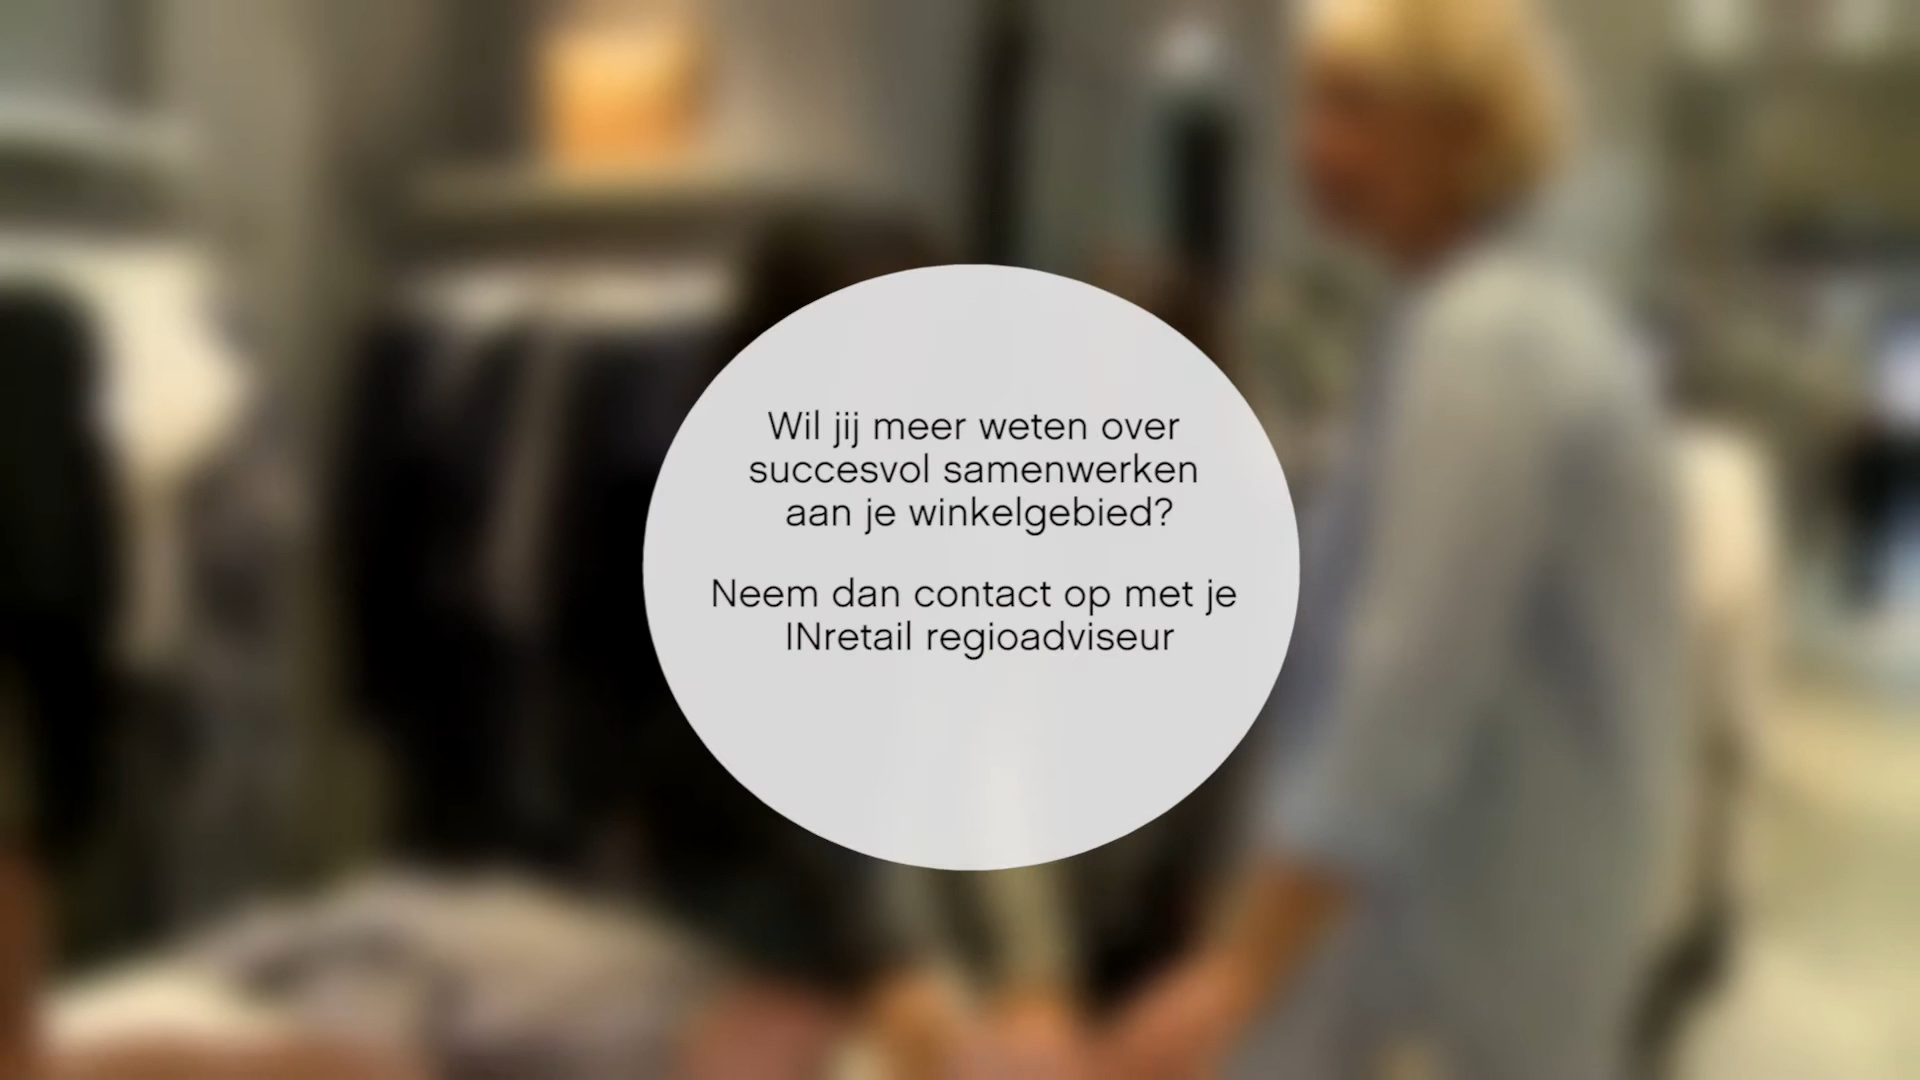 Wil jij meer weten over
succesvol samenwerken
aan je winkelgebied?
Neem dan contact op met je
INretail regioadviseur